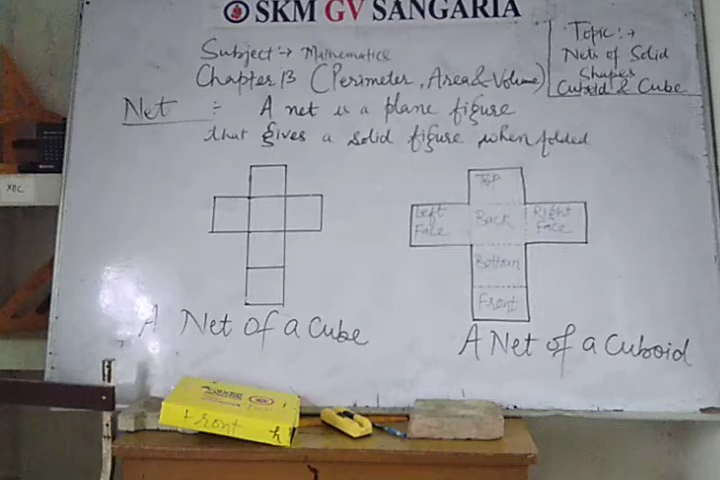 SKM GV SANGARIA
Subject :→ Mathematics
Chapter 13 (Perimeter, Area & Volume)
Topic :→
Nets of Solid
Shapes
Cuboid & Cube
Net :- A net is a plane figure
that gives a solid figure when folded
Top
Left
Face
Back
Right
Face
Bottom
Front
A Net of a Cube
A Net of a Cuboid
Front
h